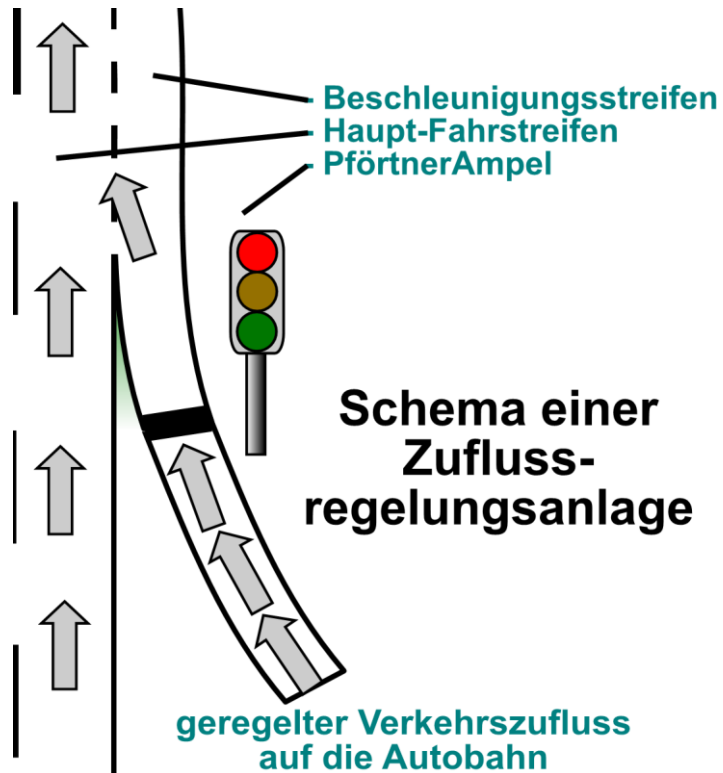 Beschleunigungsstreifen
Haupt-Fahrstreifen
PförtnerAmpel
Schema einer
Zufluss-
regelungsanlage
geregelter Verkehrszufluss
auf die Autobahn